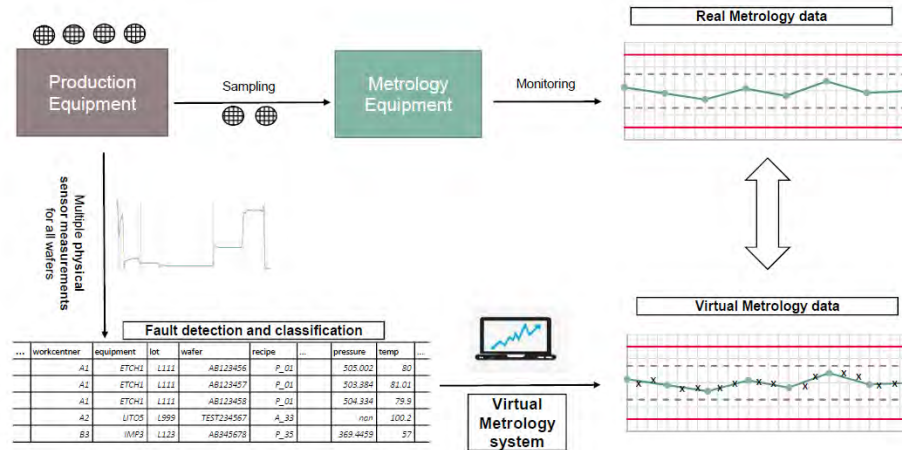 Real Metrology data
Production
Equipment
Sampling
Metrology
Equipment
Monitoring
Multiple physical
sensor measurements
for all wafers
Fault detection and classification
... workcentner equipment lot wafer recipe ... pressure temp ...
A1 ETCH1 L111 AB123456 P_01 505.002 80
A1 ETCH1 L111 AB123457 P_01 503.384 81.01
A1 ETCH1 L111 AB123458 P_01 504.334 79.9
A2 LITO5 L999 TEST234567 A_33 nan 100.2
B3 IMP3 L123 AB345678 P_35 369.4459 57
Virtual
Metrology
system
Virtual Metrology data
x x x x x x x x x x x x x x